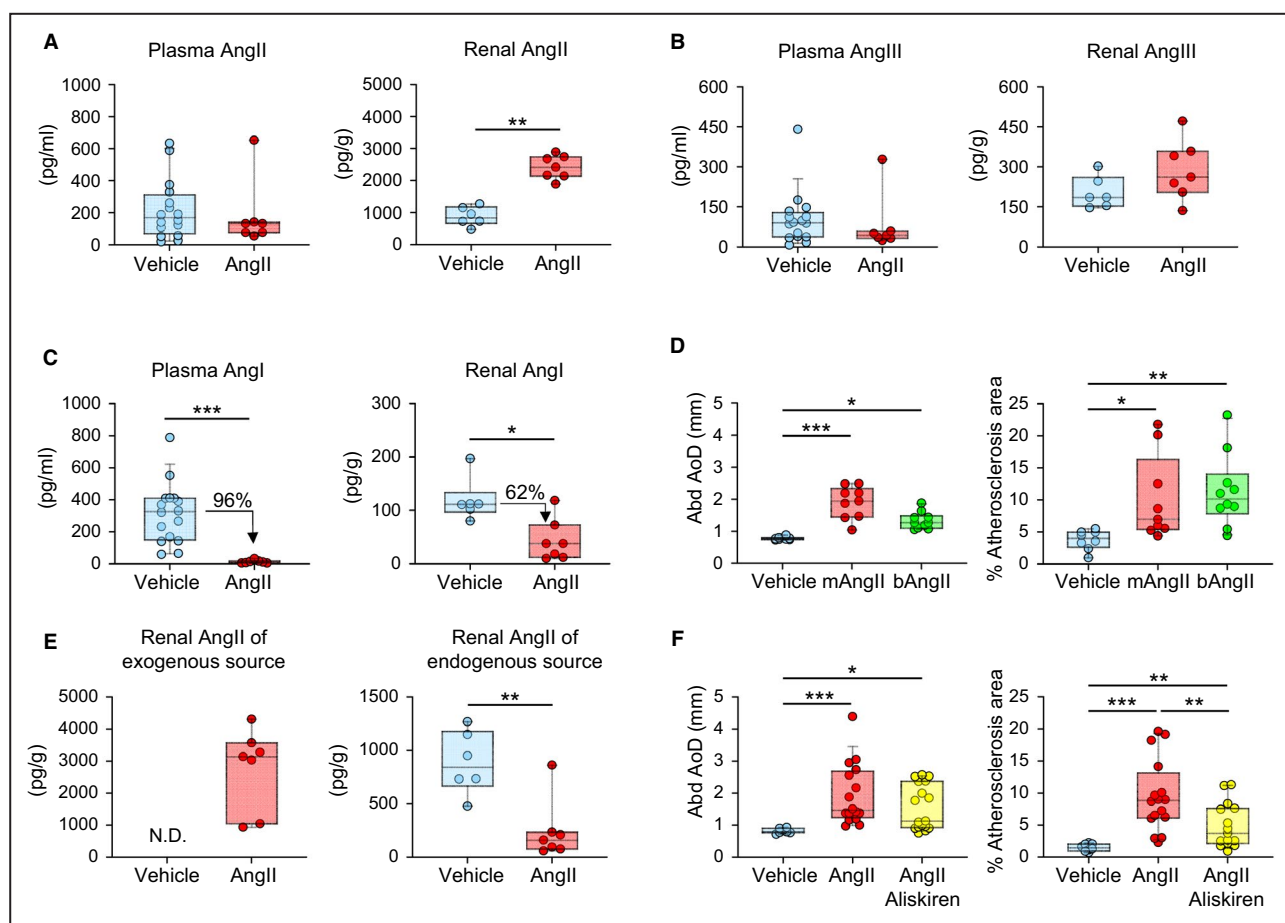 A
Plasma AngII
(pg/ml)
1000
800
600
400
200
0
Vehicle
AngII
Renal AngII
(pg/g)
5000
4000
3000
2000
1000
0
**
Vehicle
AngII
B
Plasma AngIII
(pg/ml)
600
450
300
150
0
Vehicle
AngII
Renal AngIII
(pg/g)
600
450
300
150
0
Vehicle
AngII
C
Plasma AngI
(pg/ml)
1000
800
600
400
200
0
***
96%
Vehicle
AngII
Renal AngI
(pg/g)
300
200
100
0
*
62%
Vehicle
AngII
D
Abd AoD (mm)
5
4
3
2
1
0
*
***
Vehicle
mAngII
bAngII
% Atherosclerosis area
25
20
15
10
5
0
**
*
Vehicle
mAngII
bAngII
E
Renal AngII of
exogenous source
(pg/g)
5000
4000
3000
2000
1000
0
N.D.
Vehicle
AngII
Renal AngII of
endogenous source
(pg/g)
1500
1000
500
0
**
Vehicle
AngII
F
Abd AoD (mm)
5
4
3
2
1
0
*
***
Vehicle
AngII
AngII
Aliskiren
% Atherosclerosis area
25
20
15
10
5
0
**
***
**
Vehicle
AngII
AngII
Aliskiren